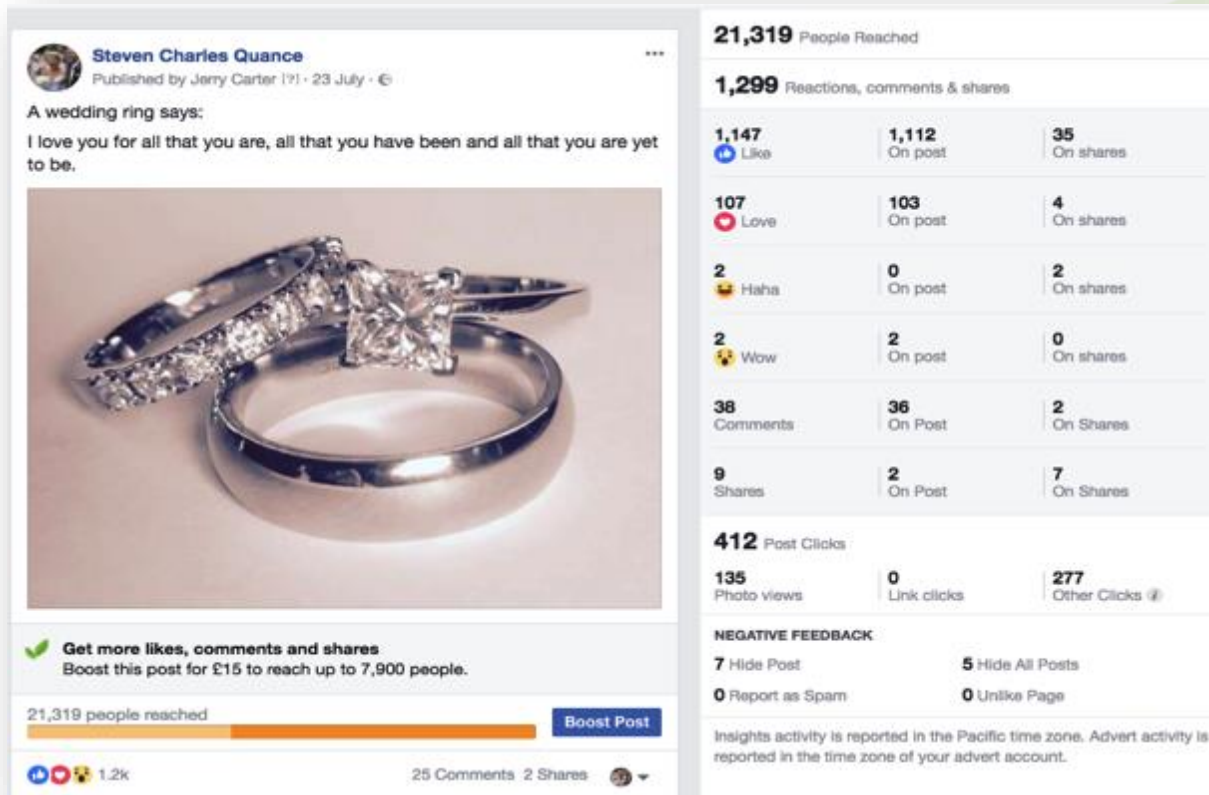 Steven Charles Quance
Published by Jerry Carter [?] · 23 July ·
A wedding ring says:
I love you for all that you are, all that you have been and all that you are yet
to be.
Get more likes, comments and shares
Boost this post for £15 to reach up to 7,900 people.
21,319 people reached
Boost Post
1.2k
25 Comments 2 Shares
21,319 People Reached
1,299 Reactions, comments & shares
1,147 1,112 35
Like On post On shares
107 103 4
Love On post On shares
2 0 2
Haha On post On shares
2 2 0
Wow On post On shares
38 36 2
Comments On Post On Shares
9 2 7
Shares On Post On Shares
412 Post Clicks
135 0 277
Photo views Link clicks Other Clicks i
NEGATIVE FEEDBACK
7 Hide Post 5 Hide All Posts
0 Report as Spam 0 Unlike Page
Insights activity is reported in the Pacific time zone. Advert activity is
reported in the time zone of your advert account.